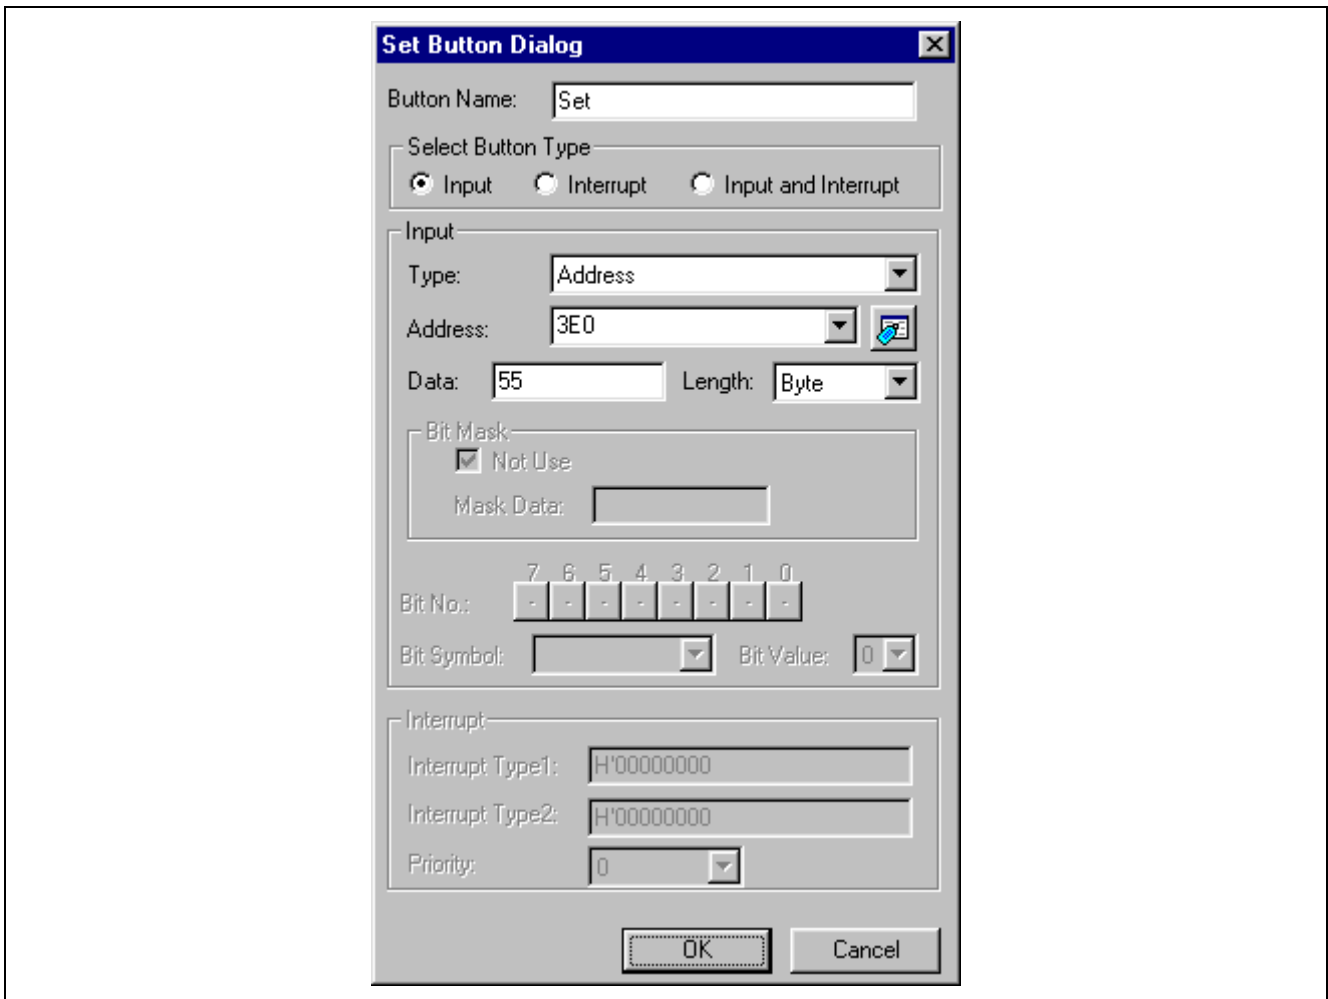 Set Button Dialog
Button Name: Set
Select Button Type
Input Interrupt Input and Interrupt
Input
Type: Address
Address: 3E0
Data: 55 Length: Byte
Bit Mask
Not Use
Mask Data:
7 6 5 4 3 2 1 0
Bit No.: - - - - - - - -
Bit Symbol: Bit Value: 0
Interrupt
Interrupt Type1: H'00000000
Interrupt Type2: H'00000000
Priority: 0
OK Cancel